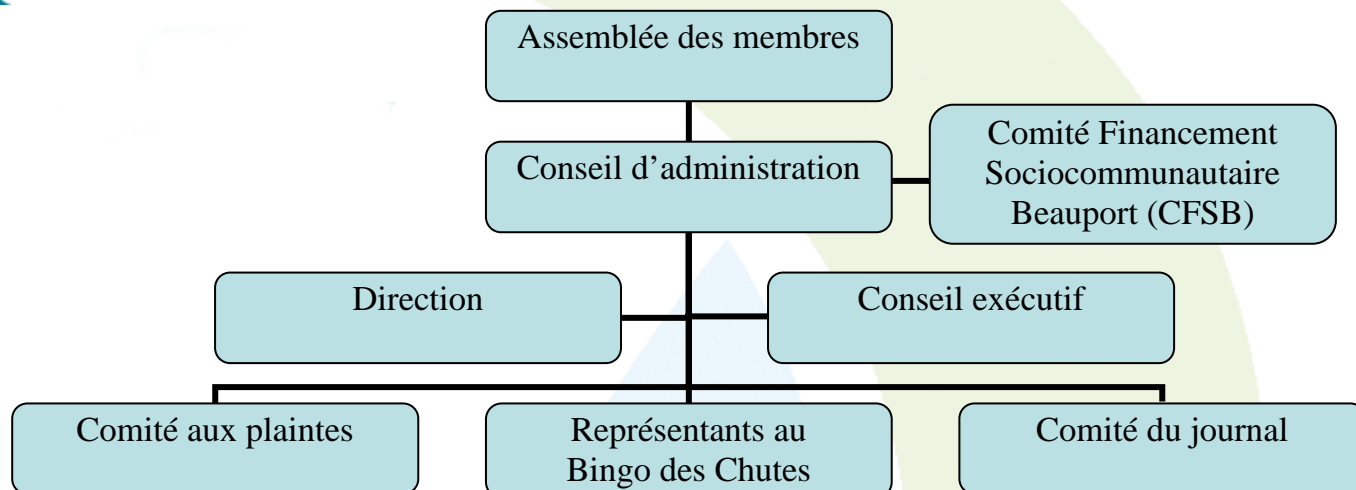 Assemblée des membres
Conseil d’administration
Comité Financement
Sociocommunautaire
Beauport (CFSB)
Direction
Conseil exécutif
Comité aux plaintes
Représentants au
Bingo des Chutes
Comité du journal